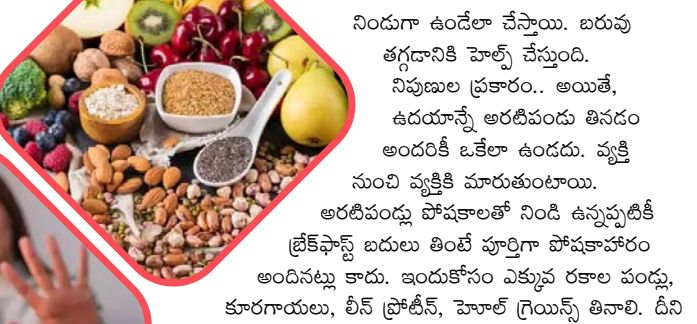 నిండుగా ఉండేలా చేస్తాయి. బరువు
తగ్గడానికి హెల్ప్ చేస్తుంది.
నిపుణుల ప్రకారం.. అయితే,
ఉదయాన్నే అరటిపండు తినడం
అందరికీ ఒకేలా ఉండదు. వ్యక్తి
నుంచి వ్యక్తికి మారుతుంటాయి.
అరటిపండ్లు పోషకాలతో నిండి ఉన్నప్పటికీ
బ్రేక్‌ఫాస్ట్ బదులు తింటే పూర్తిగా పోషకాహారం
అందినట్లు కాదు. ఇందుకోసం ఎక్కువ రకాల పండ్లు,
కూరగాయలు, లీన్ ప్రోటీన్, హెూల్ గ్రెయిన్స్ తినాలి. దీని